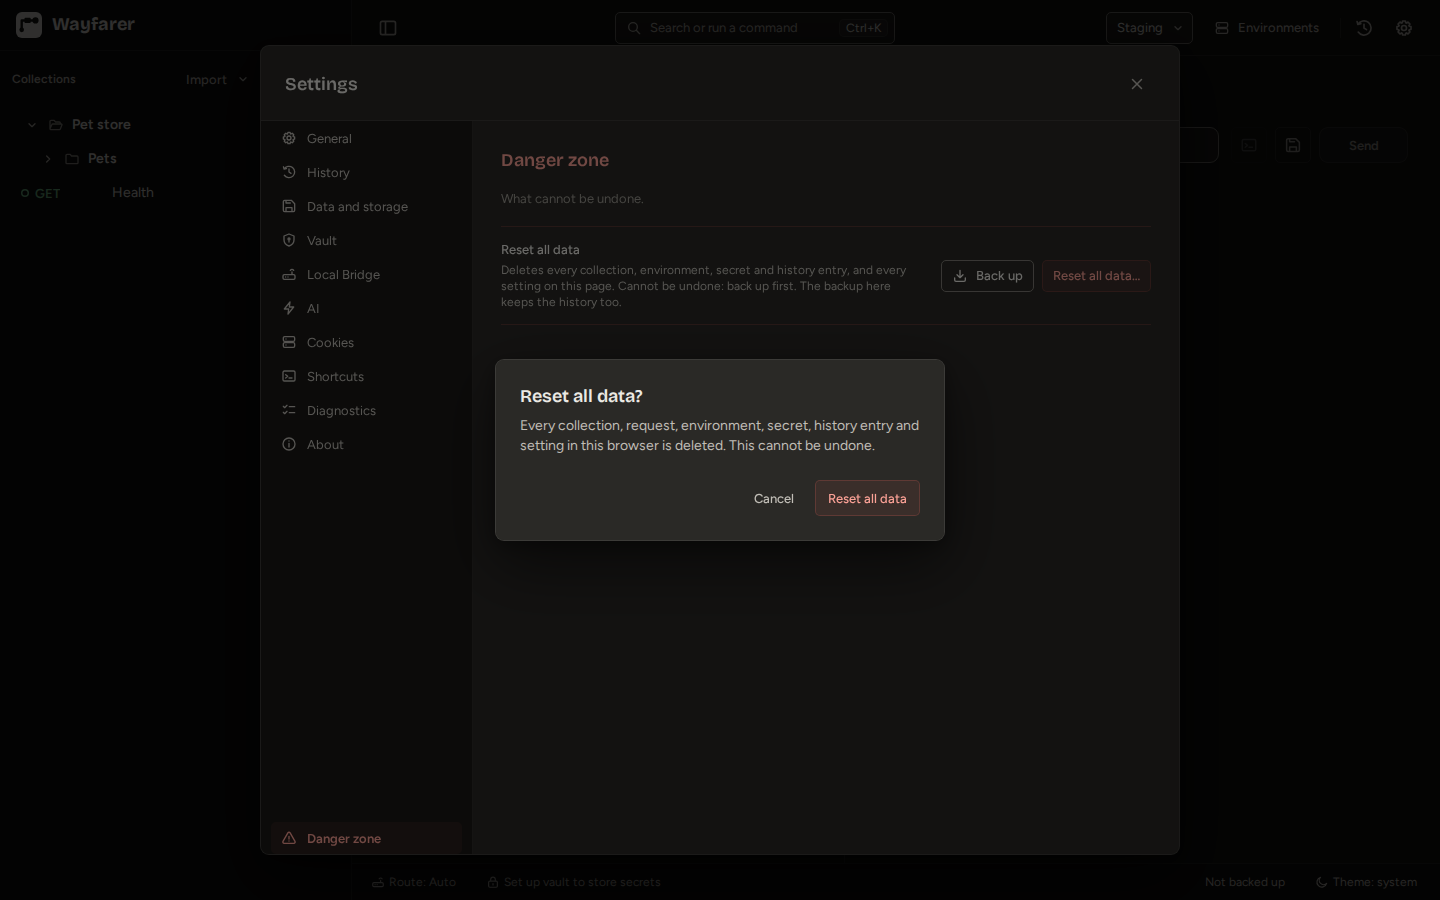 Wayfarer
Search or run a command
Ctrl+K
Staging
Environments
Collections
Import
Pet store
Pets
GET
Health
Send
Settings
General
History
Data and storage
Vault
Local Bridge
AI
Cookies
Shortcuts
Diagnostics
About
Danger zone
Danger zone
What cannot be undone.
Reset all data
Deletes every collection, environment, secret and history entry, and every
setting on this page. Cannot be undone: back up first. The backup here
keeps the history too.
Back up
Reset all data...
Reset all data?
Every collection, request, environment, secret, history entry and
setting in this browser is deleted. This cannot be undone.
Cancel
Reset all data
Route: Auto
Set up vault to store secrets
Not backed up
Theme: system